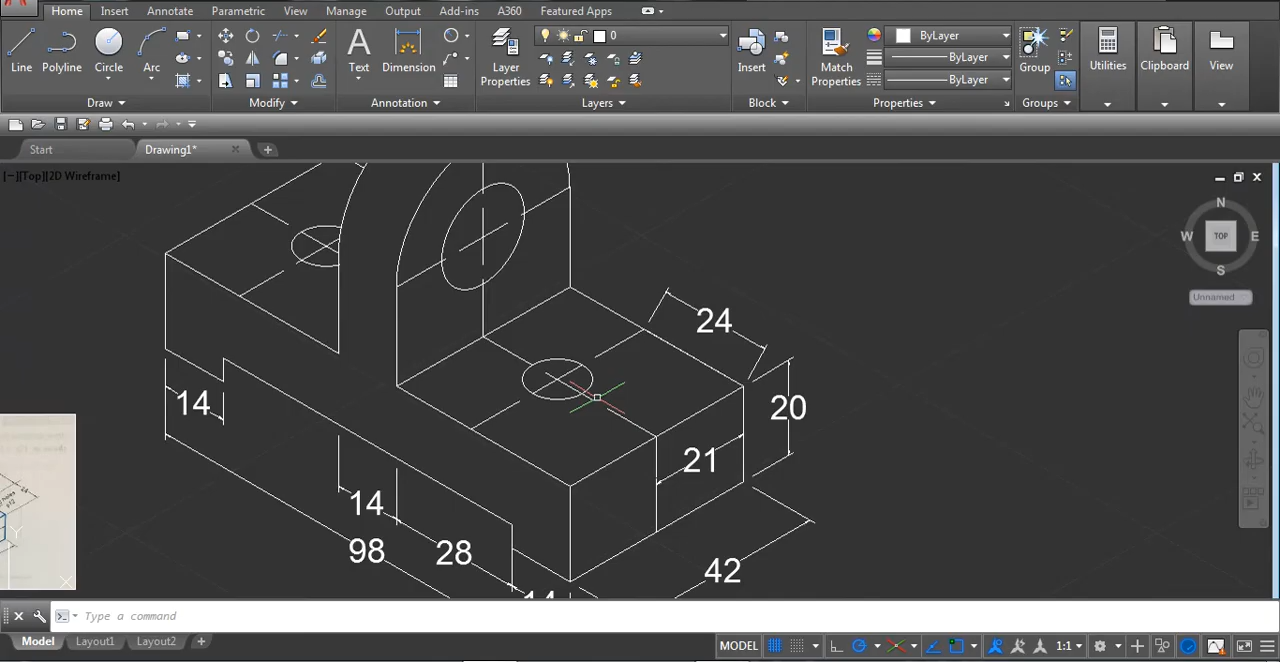 Home Insert Annotate Parametric View Manage Output Add-ins A360 Featured Apps
Line Polyline Circle Arc
Text Dimension
Layer Properties
0
Insert
Match Properties
ByLayer
ByLayer
ByLayer
Group
Utilities
Clipboard
View
Draw Modify Annotation Layers Block Properties Groups
Start Drawing1* +
[−][Top][2D Wireframe]
N
W TOP E
S
Unnamed
24
20
14
21
14
28
98
42
14
24
Y
X
Type a command
Model Layout1 Layout2 +
MODEL 1:1